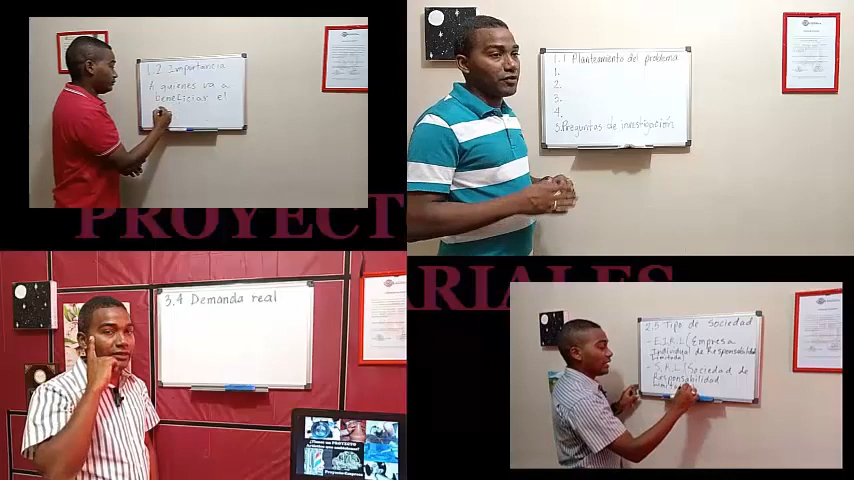 1.2. Importancia
A quienes va a
beneficiar el
1.1 Planteamiento del problema
1.
2.
3.
4.
5.Preguntas de investigación
PROYECT
ARIALES
3.4 Demanda real
2.5 Tipo de Sociedad
- E.I.R.L (Empresa
Individual de Responsabilidad
Limitada)
- S.R.L (Sociedad de
Responsabilidad